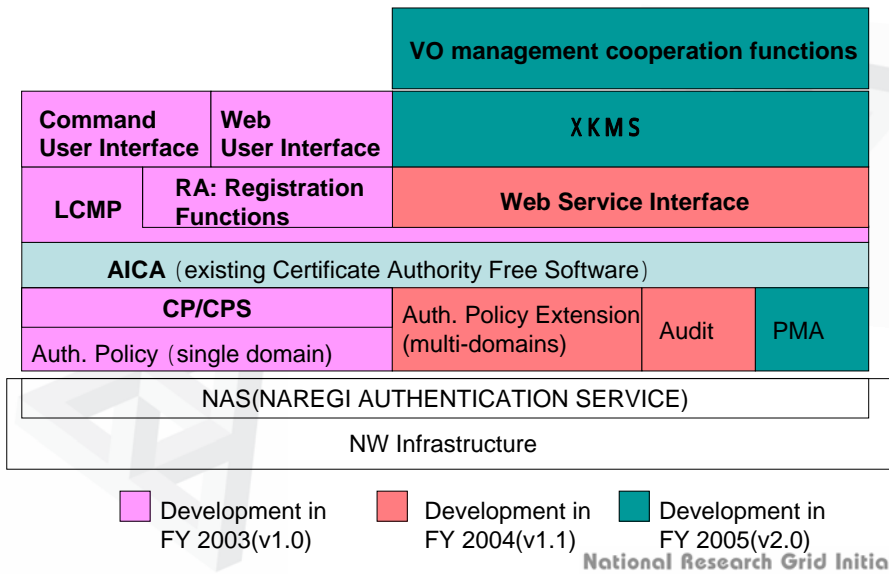 VO management cooperation functions
Command
User Interface
Web
User Interface
XKMS
LCMP
RA: Registration
Functions
Web Service Interface
AICA (existing Certificate Authority Free Software)
CP/CPS
Auth. Policy (single domain)
Auth. Policy Extension
(multi-domains)
Audit
PMA
NAS(NAREGI AUTHENTICATION SERVICE)
NW Infrastructure
Development in
FY 2003(v1.0)
Development in
FY 2004(v1.1)
Development in
FY 2005(v2.0)
National Research Grid Initia